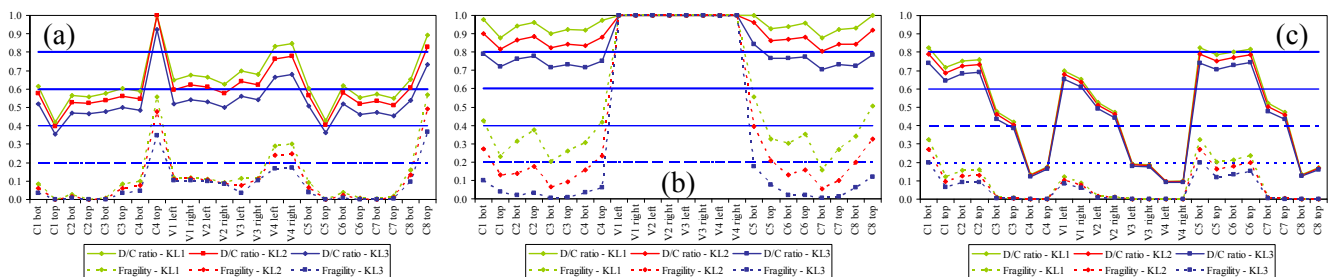 (a)
1.0
0.9
0.8
0.7
0.6
0.5
0.4
0.3
0.2
0.1
0.0
C1 bot
C1 top
C2 bot
C2 top
C3 bot
C3 top
C4 bot
C4 top
V1 left
V1 right
V2 left
V2 right
V3 left
V3 right
V4 left
V4 right
C5 bot
C5 top
C6 bot
C6 top
C7 bot
C7 top
C8 bot
C8 top
D/C ratio - KL1 D/C ratio - KL2 D/C ratio - KL3
Fragility - KL1 Fragility - KL2 Fragility - KL3
(b)
1.0
0.9
0.8
0.7
0.6
0.5
0.4
0.3
0.2
0.1
0.0
C1 bot
C1 top
C2 bot
C2 top
C3 bot
C3 top
C4 bot
C4 top
V1 left
V1 right
V2 left
V2 right
V3 left
V3 right
V4 left
V4 right
C5 bot
C5 top
C6 bot
C6 top
C7 bot
C7 top
C8 bot
C8 top
D/C ratio - KL1 D/C ratio - KL2 D/C ratio - KL3
Fragility - KL1 Fragility - KL2 Fragility - KL3
(c)
1.0
0.9
0.8
0.7
0.6
0.5
0.4
0.3
0.2
0.1
0.0
C1 bot
C1 top
C2 bot
C2 top
C3 bot
C3 top
C4 bot
C4 top
V1 left
V1 right
V2 left
V2 right
V3 left
V3 right
V4 left
V4 right
C5 bot
C5 top
C6 bot
C6 top
C7 bot
C7 top
C8 bot
C8 top
D/C ratio - KL1 D/C ratio - KL2 D/C ratio - KL3
Fragility - KL1 Fragility - KL2 Fragility - KL3